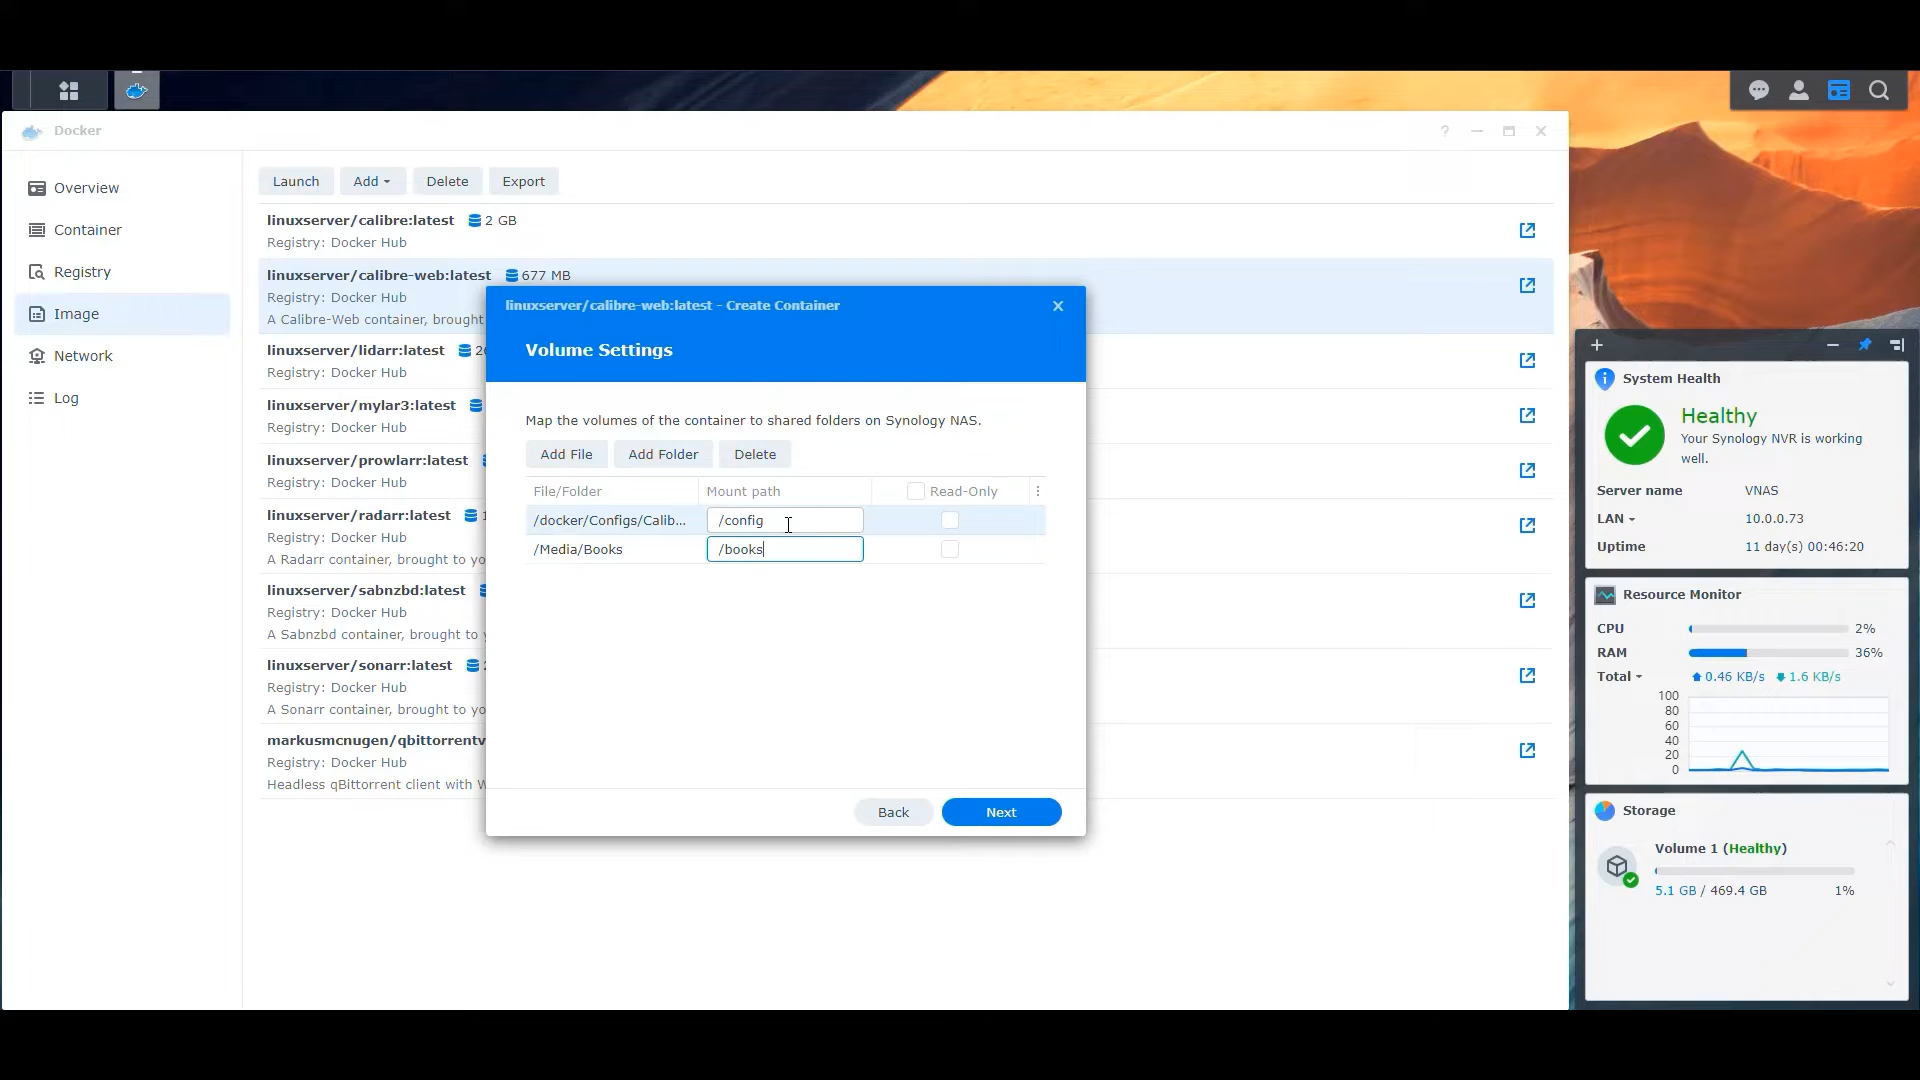 Docker
?
Overview
Container
Registry
Image
Network
Log
Launch
Add
Delete
Export
linuxserver/calibre:latest 2 GB
Registry: Docker Hub
linuxserver/calibre-web:latest 677 MB
Registry: Docker Hub
A Calibre-Web container, brought
linuxserver/lidarr:latest
Registry: Docker Hub
linuxserver/mylar3:latest
Registry: Docker Hub
linuxserver/prowlarr:latest
Registry: Docker Hub
linuxserver/radarr:latest
Registry: Docker Hub
A Radarr container, brought to yo
linuxserver/sabnzbd:latest
Registry: Docker Hub
A Sabnzbd container, brought to y
linuxserver/sonarr:latest
Registry: Docker Hub
A Sonarr container, brought to yo
markusmcnugen/qbittorrentv
Registry: Docker Hub
Headless qBittorrent client with W
linuxserver/calibre-web:latest - Create Container
Volume Settings
Map the volumes of the container to shared folders on Synology NAS.
Add File Add Folder Delete
File/Folder Mount path Read-Only
/docker/Configs/Calib... /config
/Media/Books /books
Back Next
System Health
Healthy
Your Synology NVR is working
well.
Server name VNAS
LAN 10.0.0.73
Uptime 11 day(s) 00:46:20
Resource Monitor
CPU 2%
RAM 36%
Total 0.46 KB/s 1.6 KB/s
100
80
60
40
20
0
Storage
Volume 1 (Healthy)
5.1 GB / 469.4 GB 1%